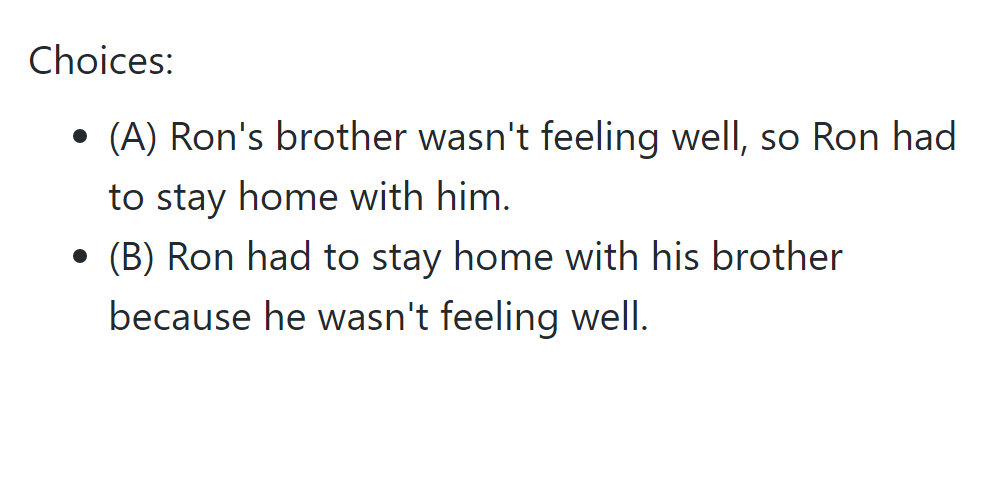 Choices:
(A) Ron's brother wasn't feeling well, so Ron had
to stay home with him.
(B) Ron had to stay home with his brother
because he wasn't feeling well.